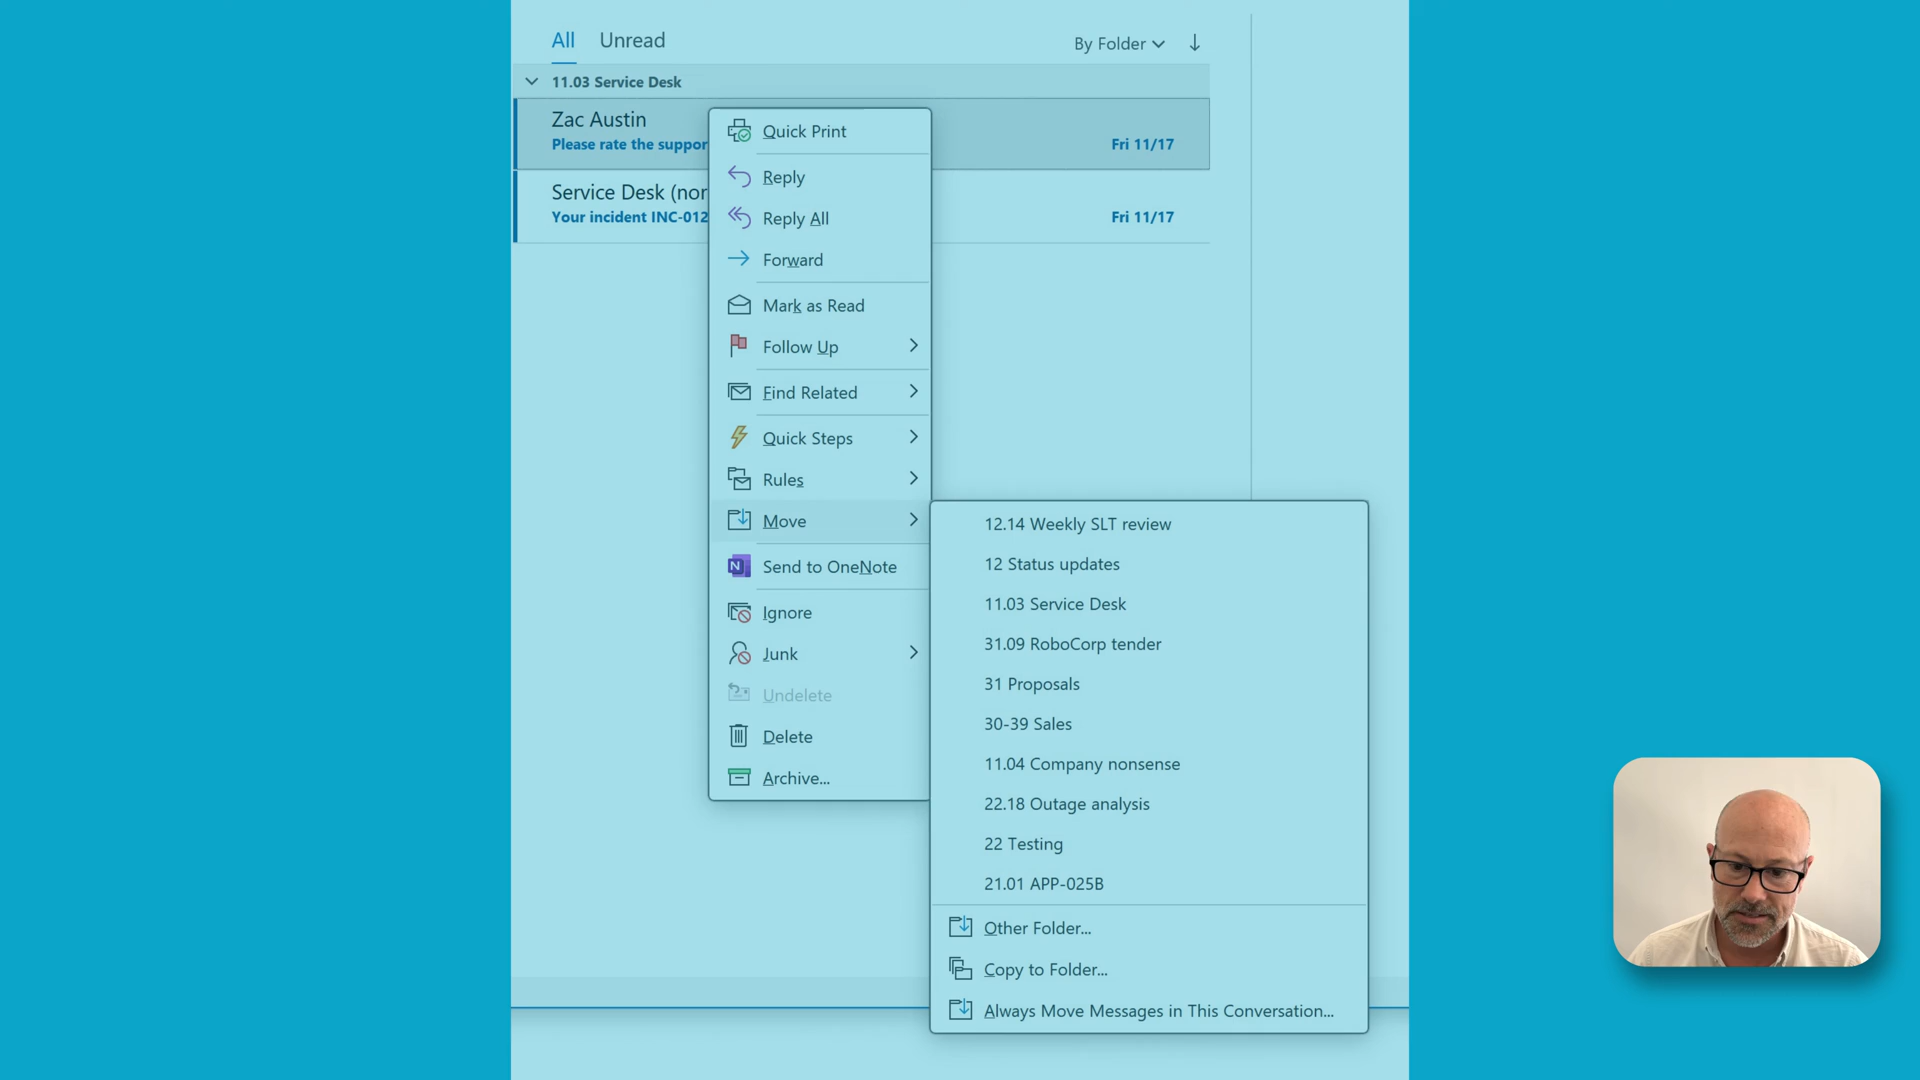 All Unread By Folder
11.03 Service Desk
Zac Austin
Please rate the suppor Fri 11/17
Service Desk (nor
Your incident INC-012 Fri 11/17
Quick Print
Reply
Reply All
Forward
Mark as Read
Follow Up
Find Related
Quick Steps
Rules
Move
Send to OneNote
Ignore
Junk
Undelete
Delete
Archive...
12.14 Weekly SLT review
12 Status updates
11.03 Service Desk
31.09 RoboCorp tender
31 Proposals
30-39 Sales
11.04 Company nonsense
22.18 Outage analysis
22 Testing
21.01 APP-025B
Other Folder...
Copy to Folder...
Always Move Messages in This Conversation...